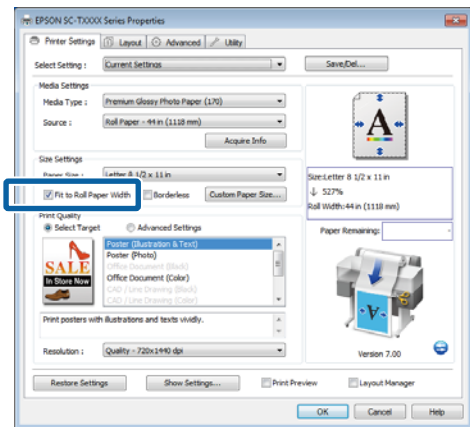 EPSON SC-TXXXX Series Properties
Printer Settings Layout Advanced Utility
Select Setting : Current Settings Save/Del...
Media Settings
Media Type : Premium Glossy Photo Paper (170)
Source : Roll Paper - 44 in (1118 mm)
Acquire Info
A
Size Settings
Paper Size : Letter 8 1/2 x 11 in
Fit to Roll Paper Width Borderless Custom Paper Size...
Size:Letter 8 1/2 x 11 in
↓ 527%
Roll Width:44 in (1118 mm)
Print Quality
Select Target Advanced Settings
Paper Remaining:
SALE
In Store Now
Poster (Illustration & Text)
Poster (Photo)
Office Document (Black)
Office Document (Color)
CAD / Line Drawing (Black)
CAD / Line Drawing (Color)
Print posters with illustrations and texts vividly.
Resolution : Quality - 720x1440 dpi
Version 7.00
Restore Settings Show Settings... Print Preview Layout Manager
OK Cancel Help